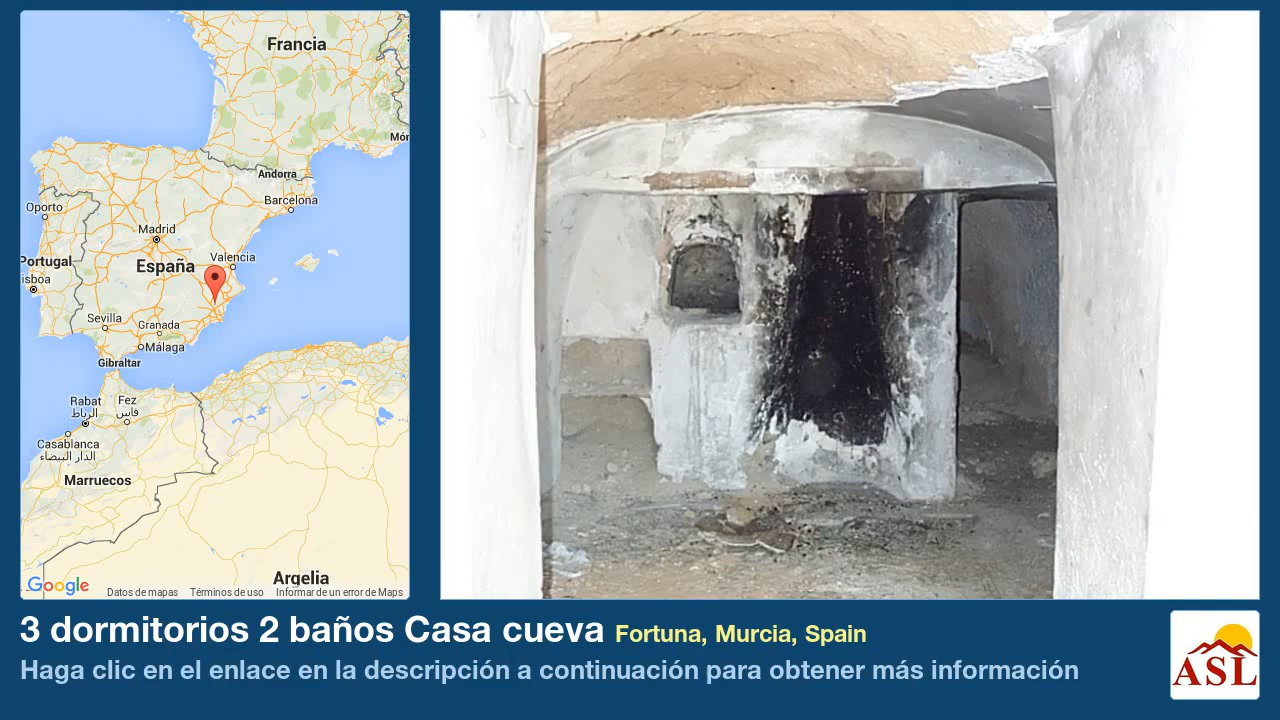 Francia
Andorra
Barcelona
Oporto
Madrid
Portugal
España
Valencia
isboa
Sevilla
Granada
Málaga
Gibraltar
Rabat
الرباط
Fez
فاس
Casablanca
الدار البيضاء
Marruecos
Argelia
Google
Datos de mapas
Términos de uso
Informar de un error de Maps
3 dormitorios 2 baños Casa cueva Fortuna, Murcia, Spain
Haga clic en el enlace en la descripción a continuación para obtener más información
ASL